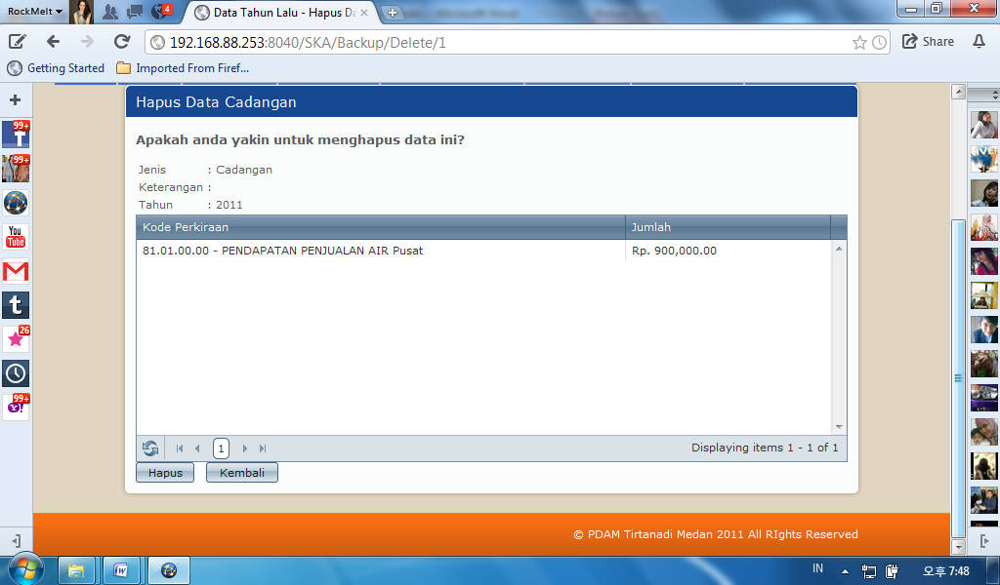 RockMelt
4
Data Tahun Lalu - Hapus Da
192.168.88.253:8040/SKA/Backup/Delete/1
Share
Getting Started
Imported From Firef...
99+
99+
You
Tube
t
26
99+
Y!
Hapus Data Cadangan
Apakah anda yakin untuk menghapus data ini?
Jenis : Cadangan
Keterangan :
Tahun : 2011
Kode Perkiraan Jumlah
81.01.00.00 - PENDAPATAN PENJUALAN AIR Pusat Rp. 900,000.00
1
Displaying items 1 - 1 of 1
Hapus Kembali
© PDAM Tirtanadi Medan 2011 All RIghts Reserved
IN
오후 7:48